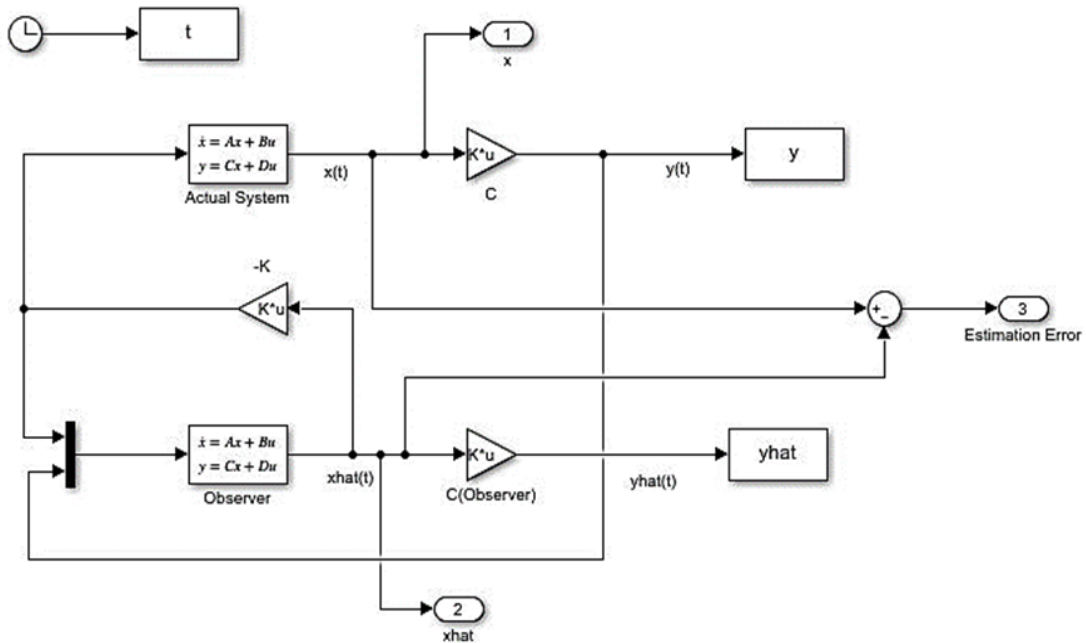 t
1
x
ẋ = Ax + Bu
y = Cx + Du
Actual System
x(t)
K*u
C
y(t)
y
-K
K*u
+
-
3
Estimation Error
ẋ = Ax + Bu
y = Cx + Du
Observer
xhat(t)
K*u
C(Observer)
yhat(t)
yhat
2
xhat